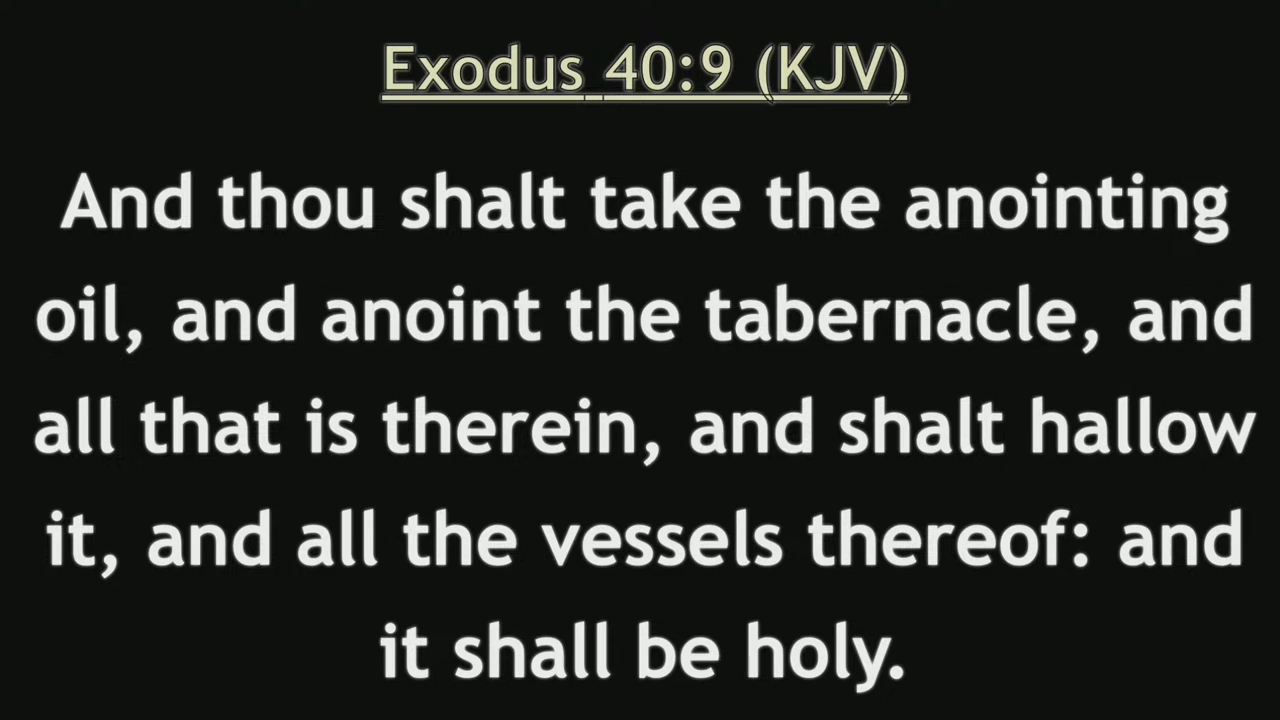 Exodus 40:9 (KJV)
And thou shalt take the anointing
oil, and anoint the tabernacle, and
all that is therein, and shalt hallow
it, and all the vessels thereof: and
it shall be holy.